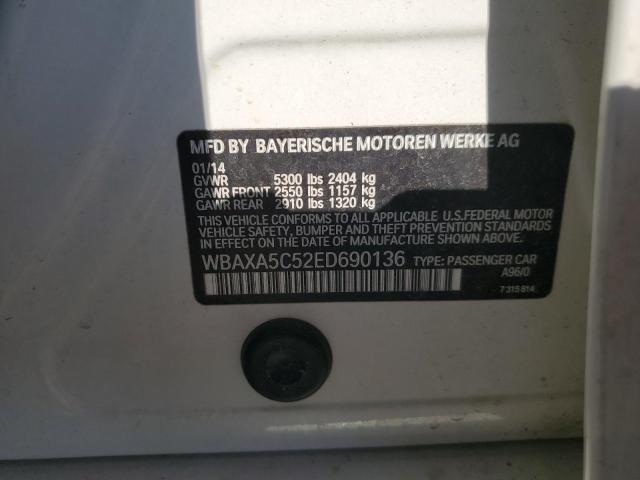 MFD BY BAYERISCHE MOTOREN WERKE AG
01/14
GVWR 5300 lbs 2404 kg
GAWR FRONT 2550 lbs 1157 kg
GAWR REAR 2910 lbs 1320 kg
THIS VEHICLE CONFORMS TO ALL APPLICABLE U.S.FEDERAL MOTOR
VEHICLE SAFETY, BUMPER AND THEFT PREVENTION STANDARDS
IN EFFECT ON THE DATE OF MANUFACTURE SHOWN ABOVE.
WBAXA5C52ED690136 TYPE: PASSENGER CAR
A96/0
7 315 814